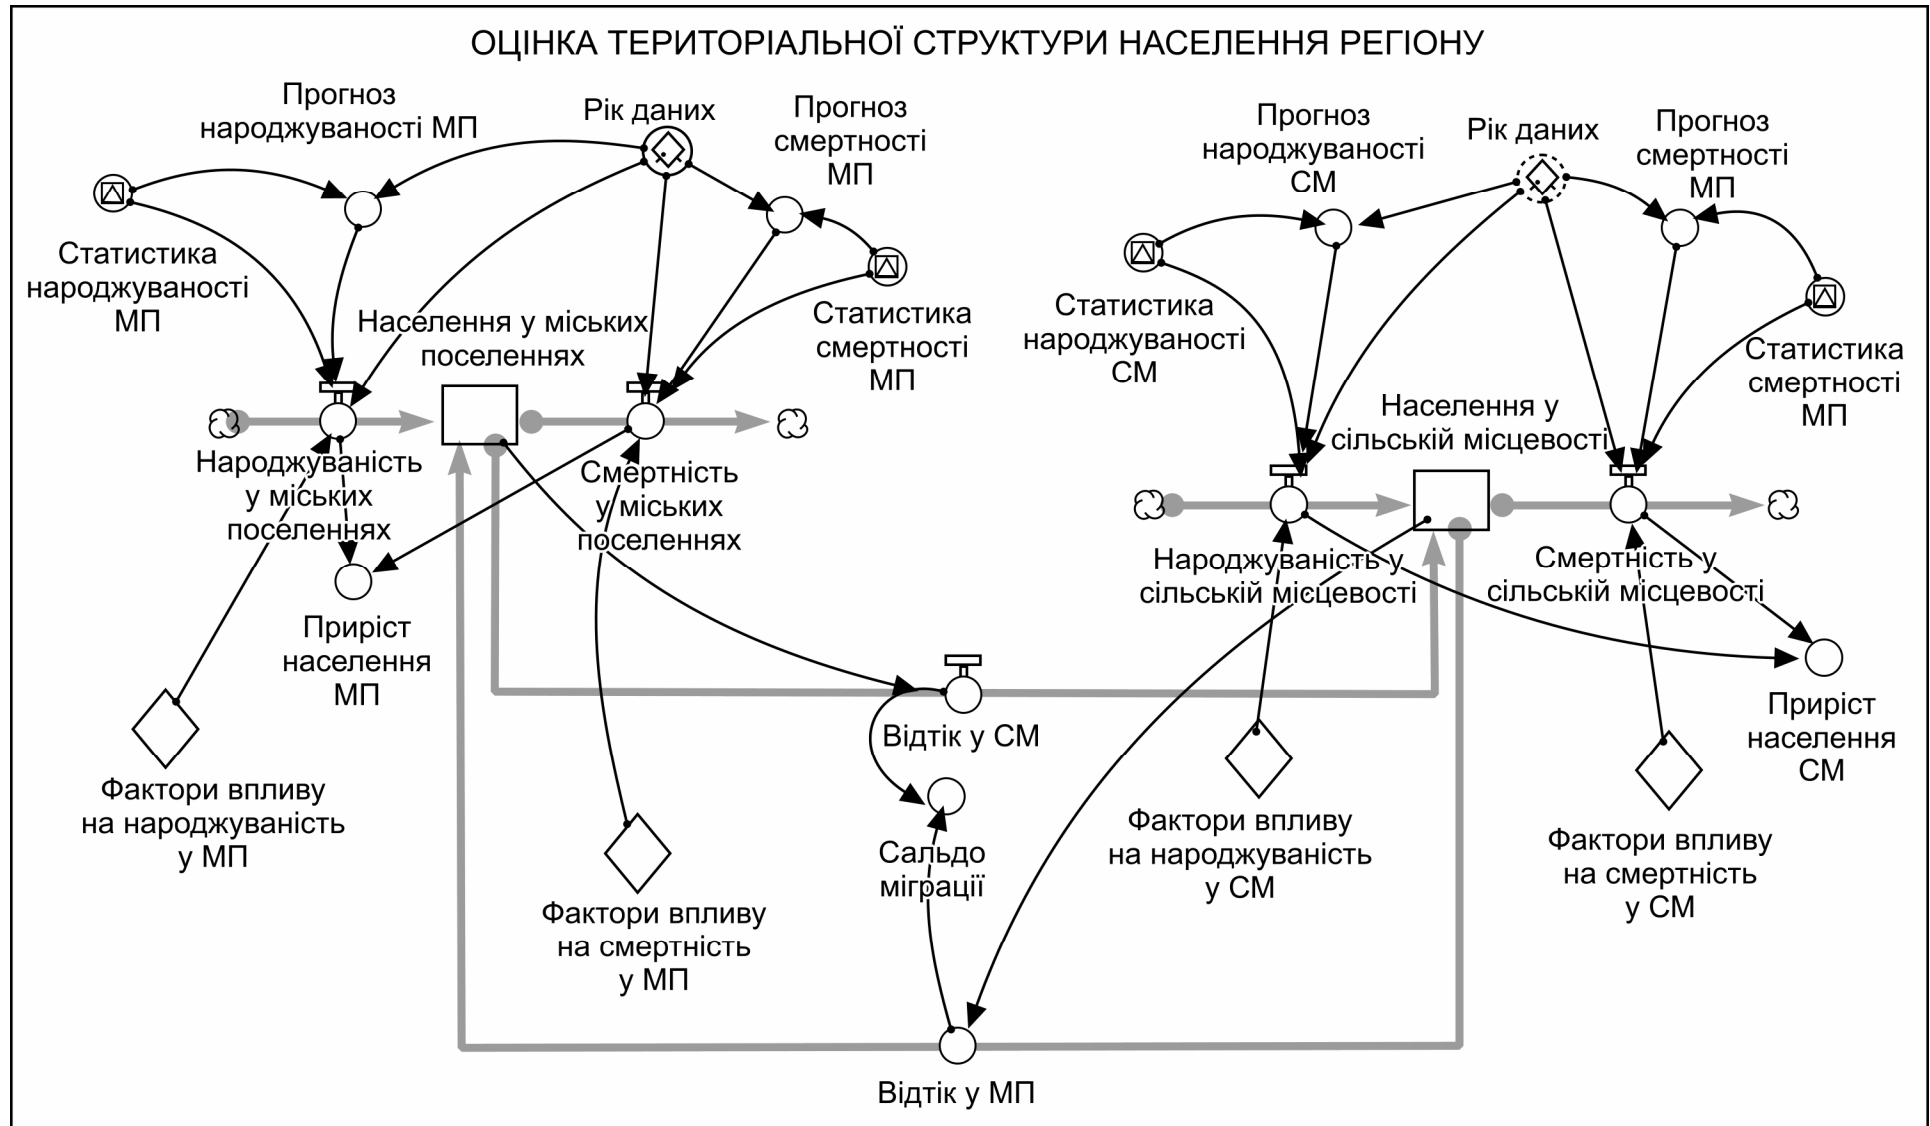 ОЦІНКА ТЕРИТОРІАЛЬНОЇ СТРУКТУРИ НАСЕЛЕННЯ РЕГІОНУ
Прогноз
народжуваності МП
Рік даних
Прогноз
смертності
МП
Статистика
народжуваності
МП
Населення у міських
поселеннях
Статистика
смертності
МП
Народжуваність
у міських
поселеннях
Смертність
у міських
поселеннях
Приріст
населення
МП
Фактори впливу
на народжуваність
у МП
Фактори впливу
на смертність
у МП
Відтік у СМ
Сальдо
міграції
Відтік у МП
Прогноз
народжуваності
СМ
Рік даних
Прогноз
смертності
МП
Статистика
народжуваності
СМ
Населення у
сільській місцевості
Статистика
смертності
МП
Народжуваність у
сільській місцевості
Смертність у
сільській місцевості
Приріст
населення
СМ
Фактори впливу
на народжуваність
у СМ
Фактори впливу
на смертність
у СМ